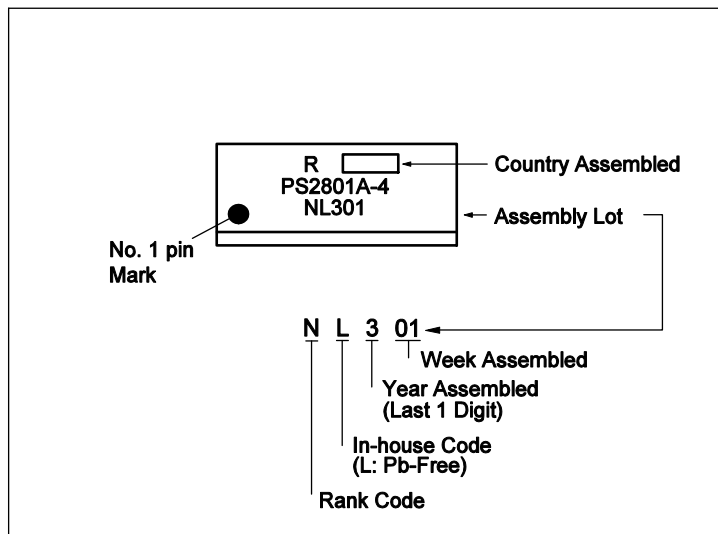 R
Country Assembled
PS2801A-4
NL301
Assembly Lot
No. 1 pin
Mark
N L 3 01
Week Assembled
Year Assembled
(Last 1 Digit)
In-house Code
(L: Pb-Free)
Rank Code